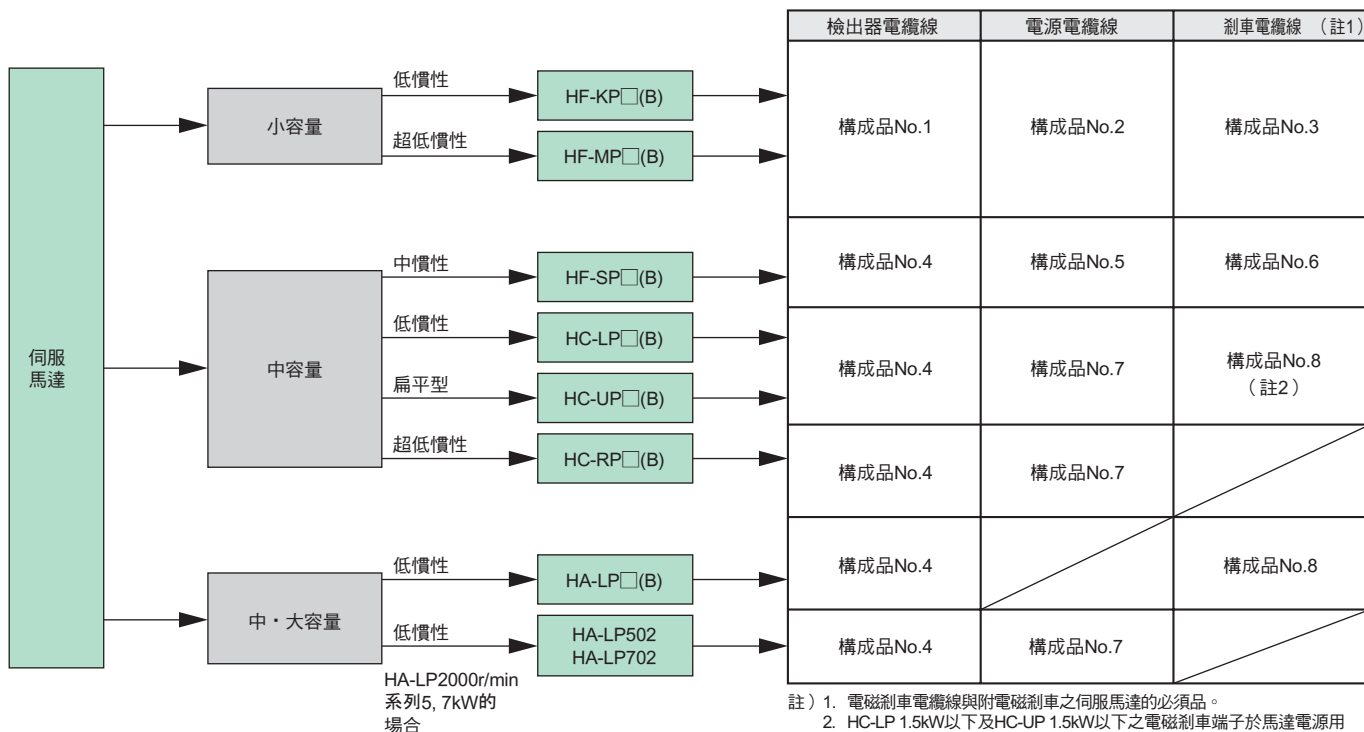 檢出器電纜線 電源電纜線 剎車電纜線 （註1）
伺服
馬達
小容量
低慣性
HF-KP□(B)
超低慣性
HF-MP□(B)
構成品No.1 構成品No.2 構成品No.3
中容量
中慣性
HF-SP□(B)
構成品No.4 構成品No.5 構成品No.6
低慣性
HC-LP□(B)
扁平型
HC-UP□(B)
構成品No.4 構成品No.7 構成品No.8
（註2）
超低慣性
HC-RP□(B)
構成品No.4 構成品No.7
中・大容量
低慣性
HA-LP□(B)
構成品No.4 構成品No.8
低慣性
HA-LP502
HA-LP702
構成品No.4 構成品No.7
HA-LP2000r/min
系列5, 7kW的
場合
註）1. 電磁剎車電纜線與附電磁剎車之伺服馬達的必須品。
2. HC-LP 1.5kW以下及HC-UP 1.5kW以下之電磁剎車端子於馬達電源用